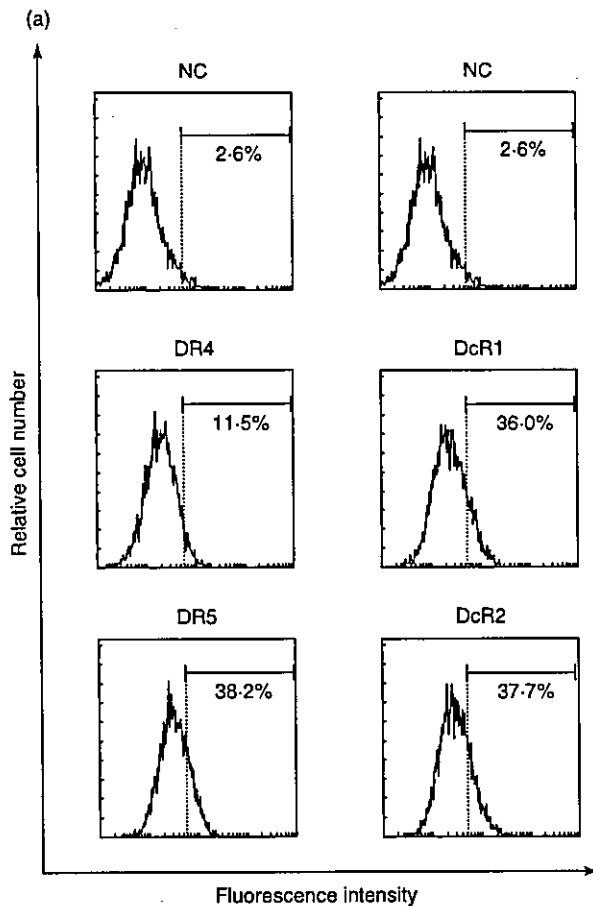 (a)
NC
NC
2·6%
2·6%
DR4
DcR1
11·5%
36·0%
DR5
DcR2
38·2%
37·7%
Relative cell number
Fluorescence intensity